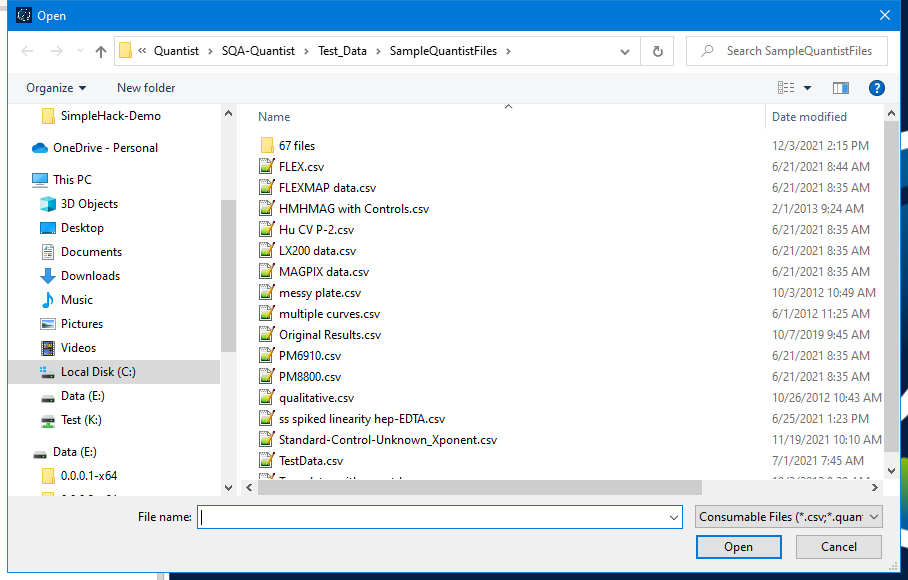 Open
« Quantist › SQA-Quantist › Test_Data › SampleQuantistFiles ›
Search SampleQuantistFiles
Organize
New folder
SimpleHack-Demo
OneDrive - Personal
This PC
3D Objects
Desktop
Documents
Downloads
Music
Pictures
Videos
Local Disk (C:)
Data (E:)
Test (K:)
Data (E:)
0.0.0.1-x64
Name Date modified
67 files 12/3/2021 2:15 PM
FLEX.csv 6/21/2021 8:44 AM
FLEXMAP data.csv 6/21/2021 8:35 AM
HMHMAG with Controls.csv 2/1/2013 9:24 AM
Hu CV P-2.csv 6/21/2021 8:35 AM
LX200 data.csv 6/21/2021 8:35 AM
MAGPIX data.csv 6/21/2021 8:35 AM
messy plate.csv 10/3/2012 10:49 AM
multiple curves.csv 6/1/2012 11:25 AM
Original Results.csv 10/7/2019 9:45 AM
PM6910.csv 6/21/2021 8:35 AM
PM8800.csv 6/21/2021 8:35 AM
qualitative.csv 10/26/2012 10:43 AM
ss spiked linearity hep-EDTA.csv 6/25/2021 1:23 PM
Standard-Control-Unknown_Xponent.csv 11/19/2021 10:10 AM
TestData.csv 7/1/2021 7:45 AM
File name:
Consumable Files (*.csv;*.quan
Open
Cancel